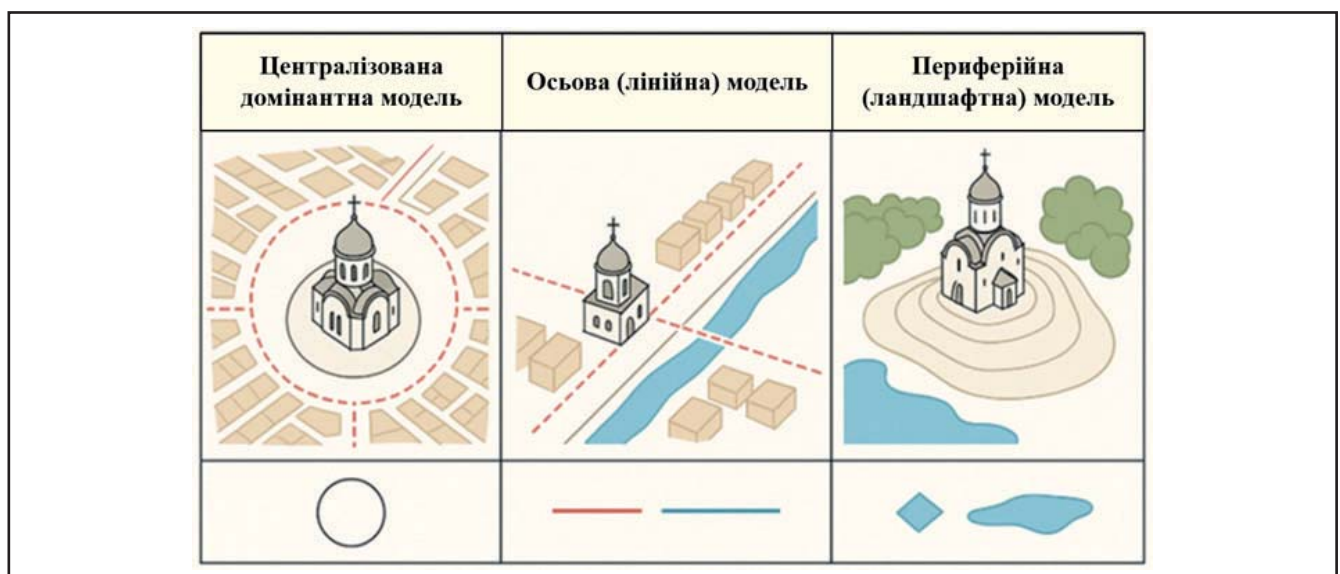 Централізована
домінантна модель
Осьова (лінійна) модель
Периферійна
(ландшафтна) модель